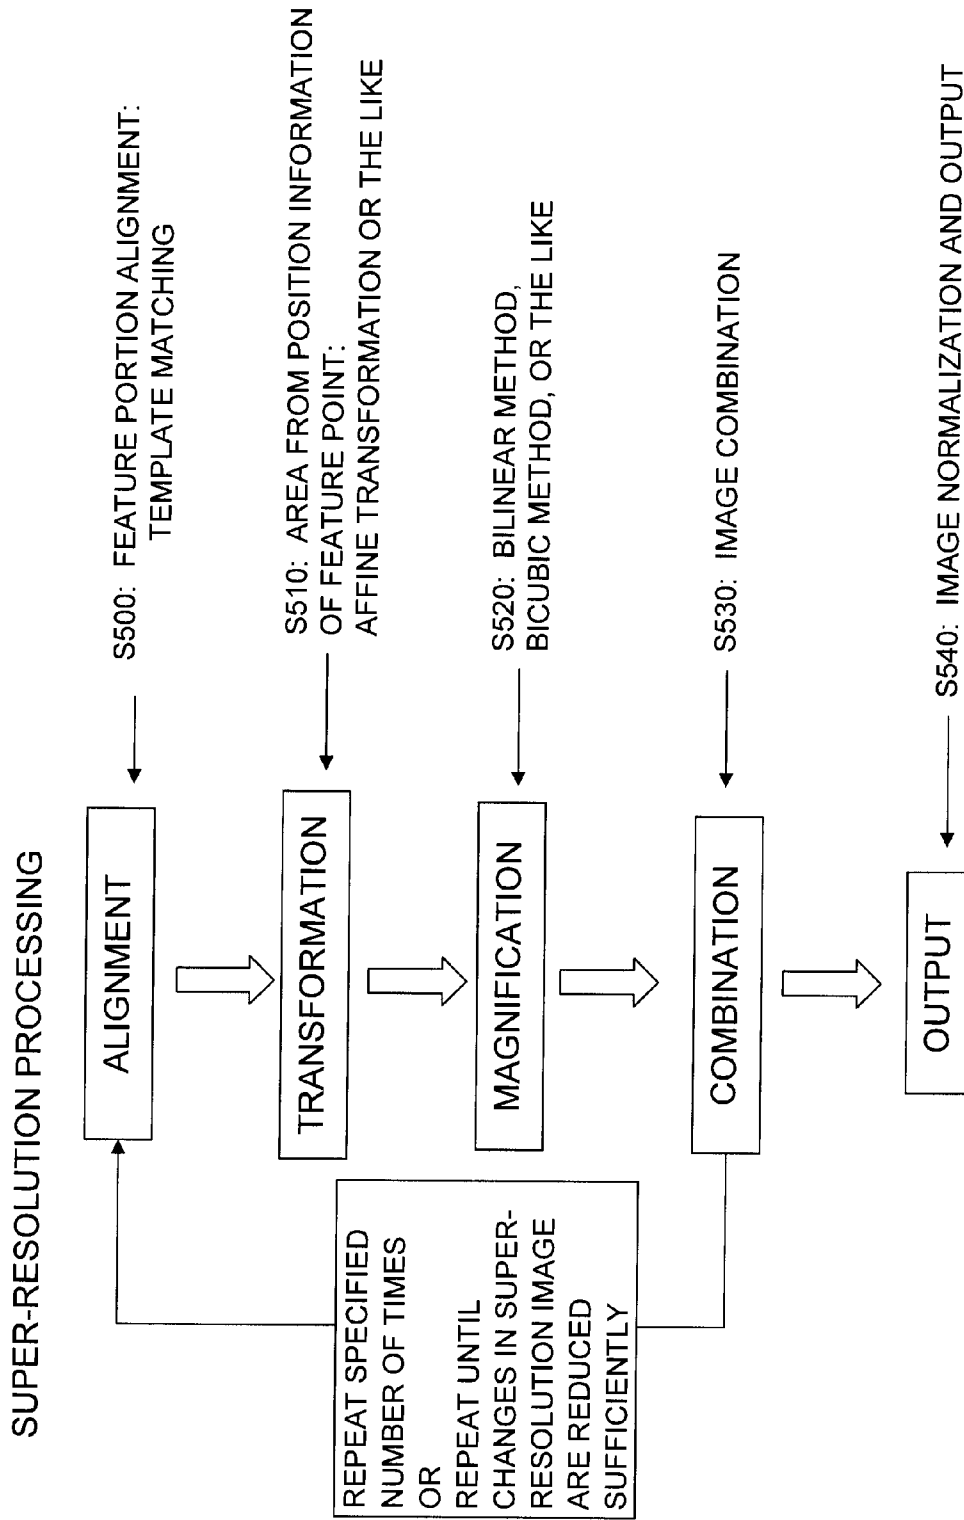 SUPER-RESOLUTION PROCESSING
ALIGNMENT
S500: FEATURE PORTION ALIGNMENT:
TEMPLATE MATCHING
TRANSFORMATION
S510: AREA FROM POSITION INFORMATION
OF FEATURE POINT:
AFFINE TRANSFORMATION OR THE LIKE
MAGNIFICATION
S520: BILINEAR METHOD,
BICUBIC METHOD, OR THE LIKE
COMBINATION
S530: IMAGE COMBINATION
OUTPUT
S540: IMAGE NORMALIZATION AND OUTPUT
REPEAT SPECIFIED
NUMBER OF TIMES
OR
REPEAT UNTIL
CHANGES IN SUPER-
RESOLUTION IMAGE
ARE REDUCED
SUFFICIENTLY